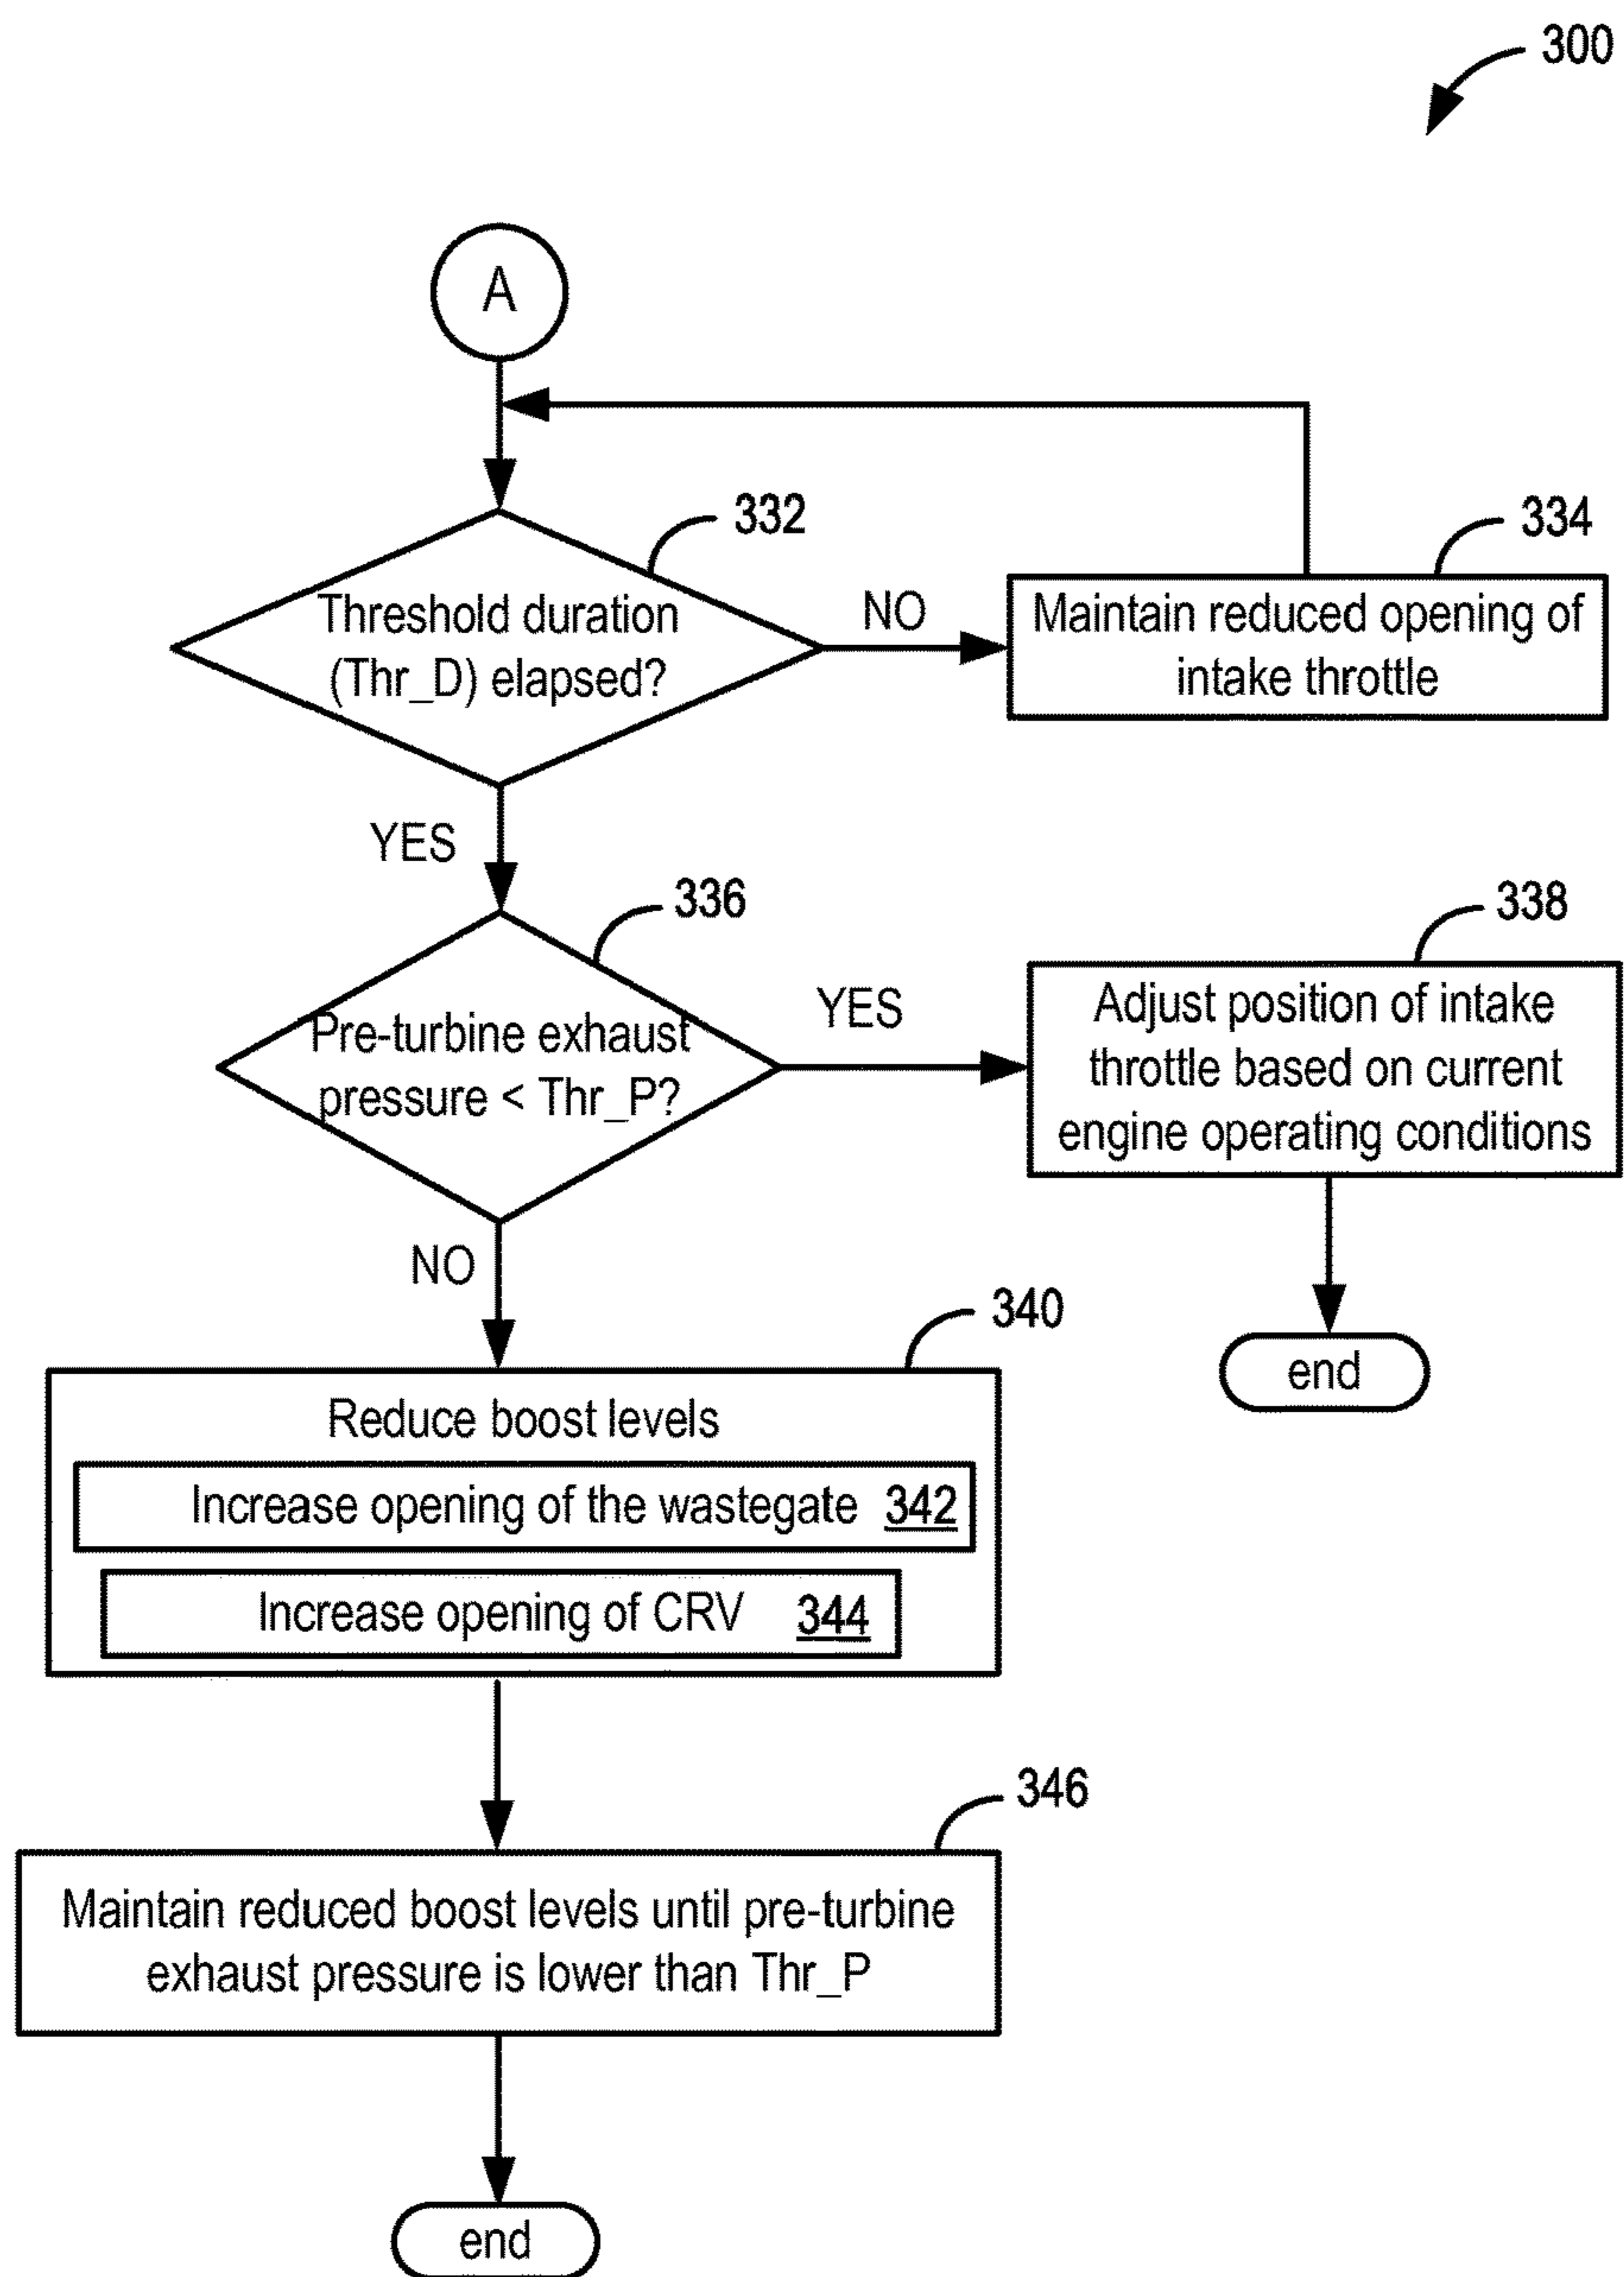 300
A
332
Threshold duration
(Thr_D) elapsed?
NO
334
Maintain reduced opening of
intake throttle
YES
336
Pre-turbine exhaust
pressure < Thr_P?
YES
338
Adjust position of intake
throttle based on current
engine operating conditions
end
NO
340
Reduce boost levels
Increase opening of the wastegate 342
Increase opening of CRV 344
346
Maintain reduced boost levels until pre-turbine
exhaust pressure is lower than Thr_P
end